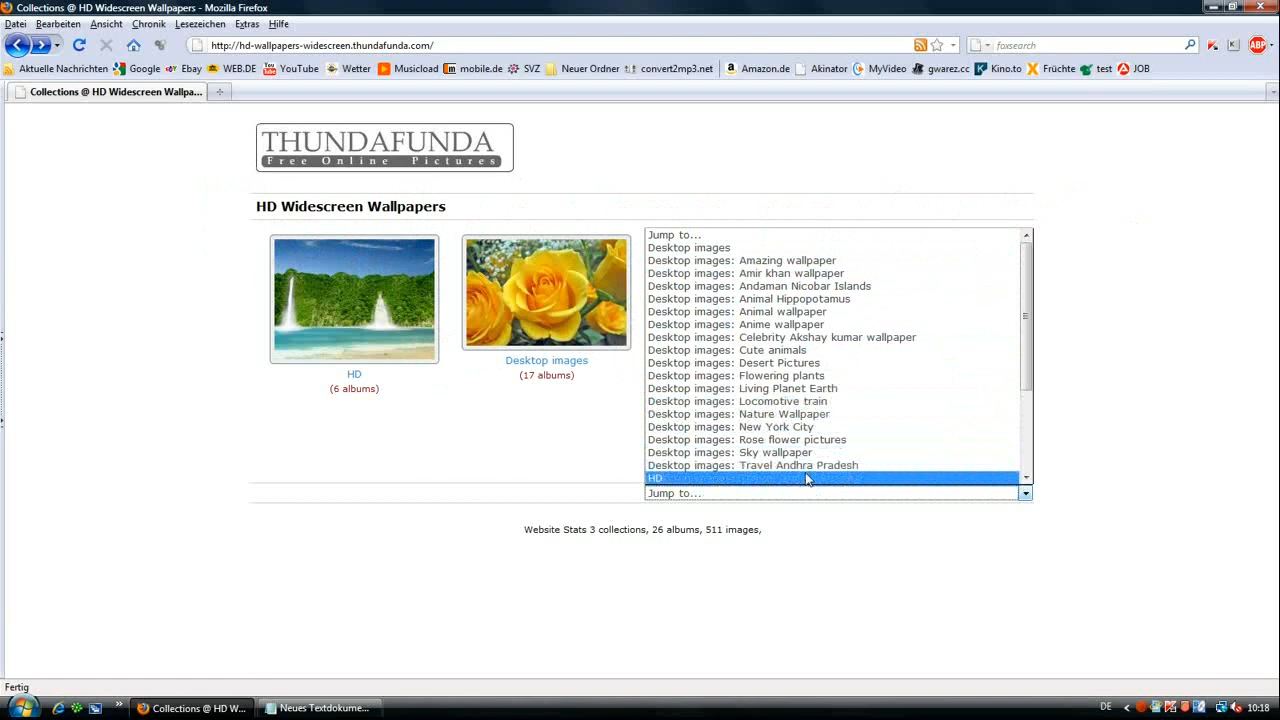 Collections @ HD Widescreen Wallpapers - Mozilla Firefox
Datei Bearbeiten Ansicht Chronik Lesezeichen Extras Hilfe
http://hd-wallpapers-widescreen.thundafunda.com/
foxsearch
ABP
Aktuelle Nachrichten Google Ebay WEB.DE YouTube Wetter Musicload mobile.de SVZ Neuer Ordner convert2mp3.net Amazon.de Akinator MyVideo gwarez.cc Kino.to Früchte test JOB
Collections @ HD Widescreen Wallpa...
THUNDAFUNDA
Free Online Pictures
HD Widescreen Wallpapers
HD
(6 albums)
Desktop images
(17 albums)
Jump to...
Desktop images
Desktop images: Amazing wallpaper
Desktop images: Amir khan wallpaper
Desktop images: Andaman Nicobar Islands
Desktop images: Animal Hippopotamus
Desktop images: Animal wallpaper
Desktop images: Anime wallpaper
Desktop images: Celebrity Akshay kumar wallpaper
Desktop images: Cute animals
Desktop images: Desert Pictures
Desktop images: Flowering plants
Desktop images: Living Planet Earth
Desktop images: Locomotive train
Desktop images: Nature Wallpaper
Desktop images: New York City
Desktop images: Rose flower pictures
Desktop images: Sky wallpaper
Desktop images: Travel Andhra Pradesh
HD
Jump to...
Website Stats 3 collections, 26 albums, 511 images,
Fertig
Collections @ HD W...
Neues Textdokume...
DE
10:18